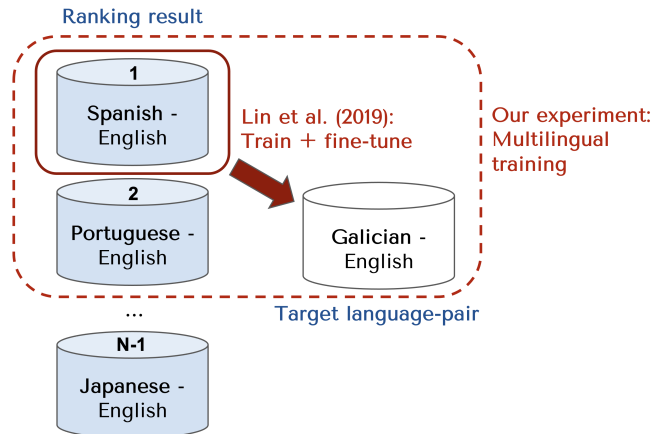 Ranking result
1
Spanish -
English
Lin et al. (2019):
Train + fine-tune
Our experiment:
Multilingual
training
2
Portuguese -
English
Galician -
English
...
Target language-pair
N-1
Japanese -
English